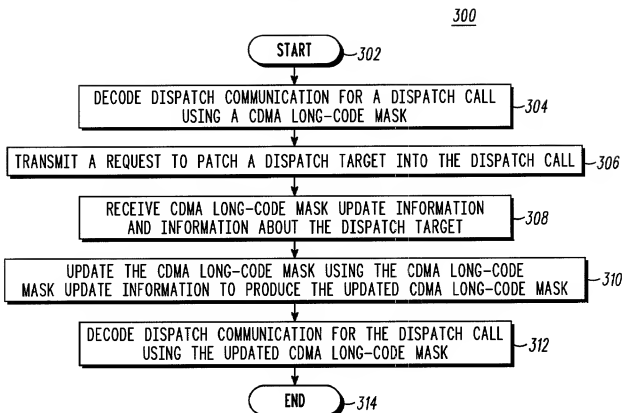 300
START
302
DECODE DISPATCH COMMUNICATION FOR A DISPATCH CALL
USING A CDMA LONG-CODE MASK
304
TRANSMIT A REQUEST TO PATCH A DISPATCH TARGET INTO THE DISPATCH CALL
306
RECEIVE CDMA LONG-CODE MASK UPDATE INFORMATION
AND INFORMATION ABOUT THE DISPATCH TARGET
308
UPDATE THE CDMA LONG-CODE MASK USING THE CDMA LONG-CODE
MASK UPDATE INFORMATION TO PRODUCE THE UPDATED CDMA LONG-CODE MASK
310
DECODE DISPATCH COMMUNICATION FOR THE DISPATCH CALL
USING THE UPDATED CDMA LONG-CODE MASK
312
END
314